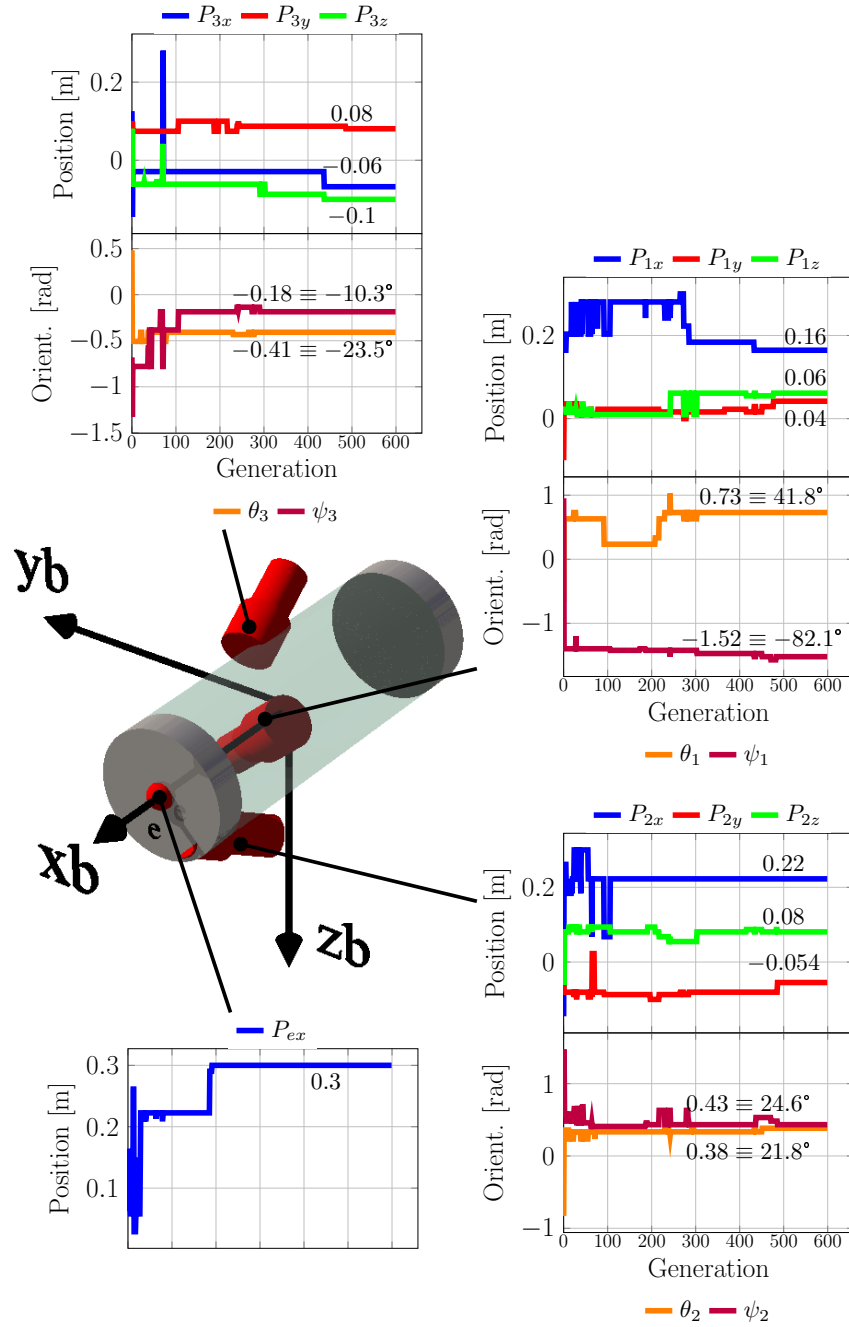 P3x P3y P3z
0.2
0
Position [m]
0.08
−0.06
−0.1
0.5
0
−0.5
−1
−1.5
Orient. [rad]
−0.18 ≡ −10.3°
−0.41 ≡ −23.5°
0 100 200 300 400 500 600
Generation
θ3 ψ3
P1x P1y P1z
0.2
0
Position [m]
0.16
0.06
0.04
1
0
−1
Orient. [rad]
0.73 ≡ 41.8°
−1.52 ≡ −82.1°
0 100 200 300 400 500 600
Generation
θ1 ψ1
yb
e
e
xb
zb
P2x P2y P2z
0.2
0
Position [m]
0.22
0.08
−0.054
1
0
−1
Orient. [rad]
0.43 ≡ 24.6°
0.38 ≡ 21.8°
0 100 200 300 400 500 600
Generation
θ2 ψ2
Pex
0.3
0.2
0.1
Position [m]
0.3